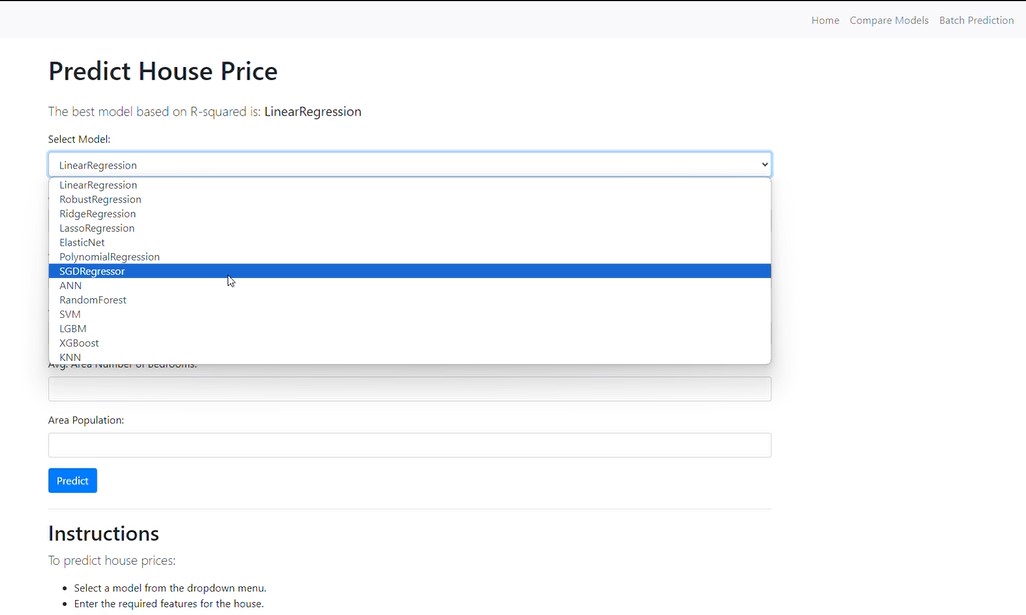 Home Compare Models Batch Prediction
Predict House Price
The best model based on R-squared is: LinearRegression
Select Model:
LinearRegression
LinearRegression
RobustRegression
RidgeRegression
LassoRegression
ElasticNet
PolynomialRegression
SGDRegressor
ANN
RandomForest
SVM
LGBM
XGBoost
KNN
Avg. Area Number of Bedrooms:
Area Population:
Predict
Instructions
To predict house prices:
Select a model from the dropdown menu.
Enter the required features for the house.